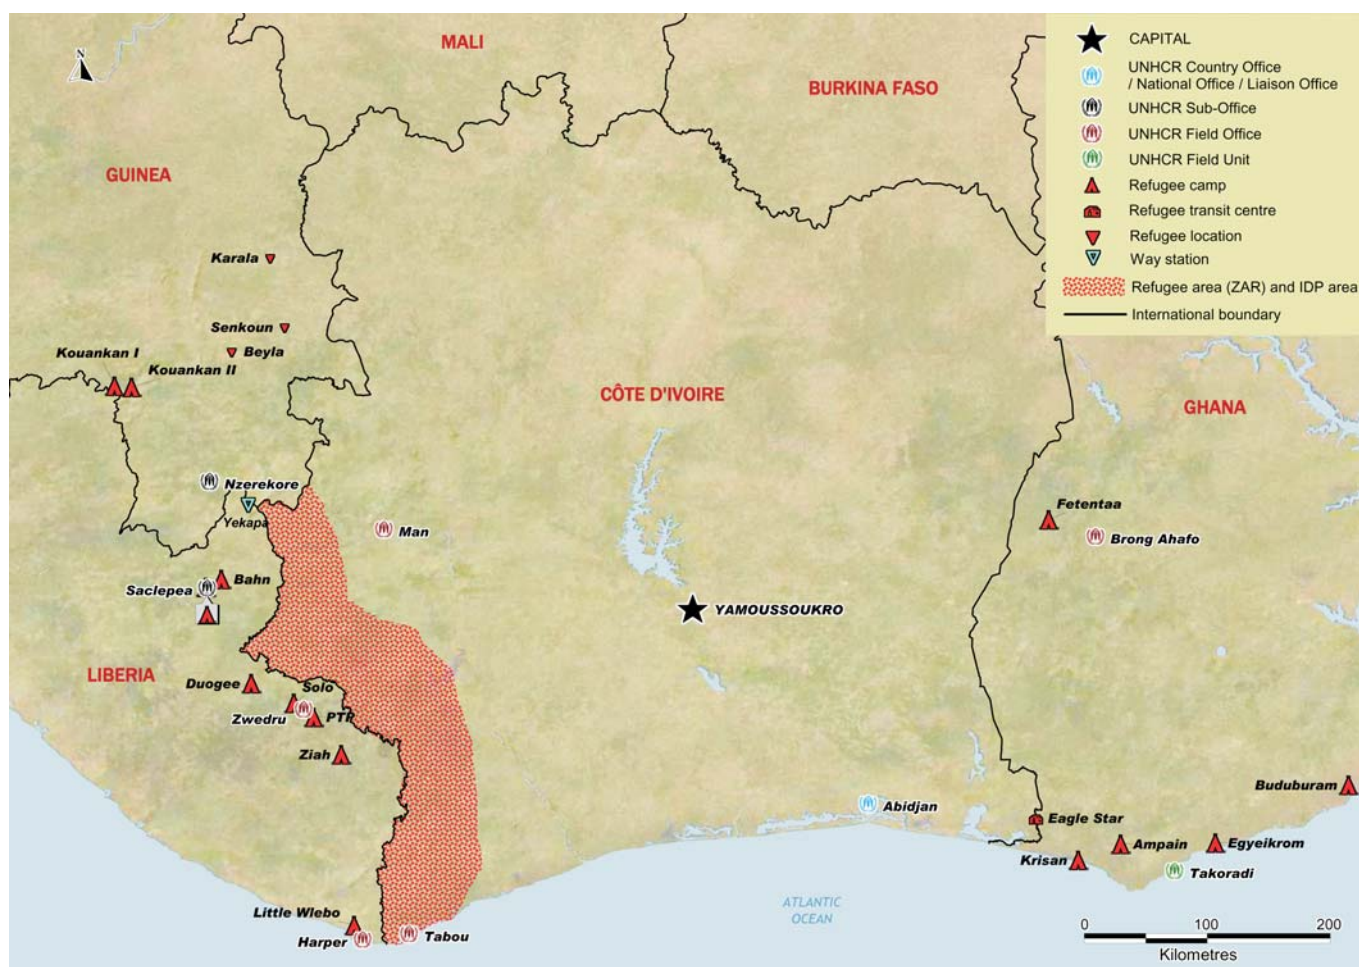 N
MALI
BURKINA FASO
GUINEA
CÔTE D'IVOIRE
GHANA
LIBERIA
CAPITAL
UNHCR Country Office
/ National Office / Liaison Office
UNHCR Sub-Office
UNHCR Field Office
UNHCR Field Unit
Refugee camp
Refugee transit centre
Refugee location
Way station
Refugee area (ZAR) and IDP area
International boundary
Karala
Senkoun
Beyla
Kouankan I
Kouankan II
Nzerekore
Yekapa
Man
Fetentaa
Brong Ahafo
Bahn
Saclepea
YAMOUSSOUKRO
Duogee
Solo
Zwedru
PTP
Ziah
Abidjan
Buduburam
Eagle Star
Ampain
Egyeikrom
Krisan
Takoradi
Little Wlebo
Harper
Tabou
ATLANTIC
OCEAN
0 100 200
Kilometres